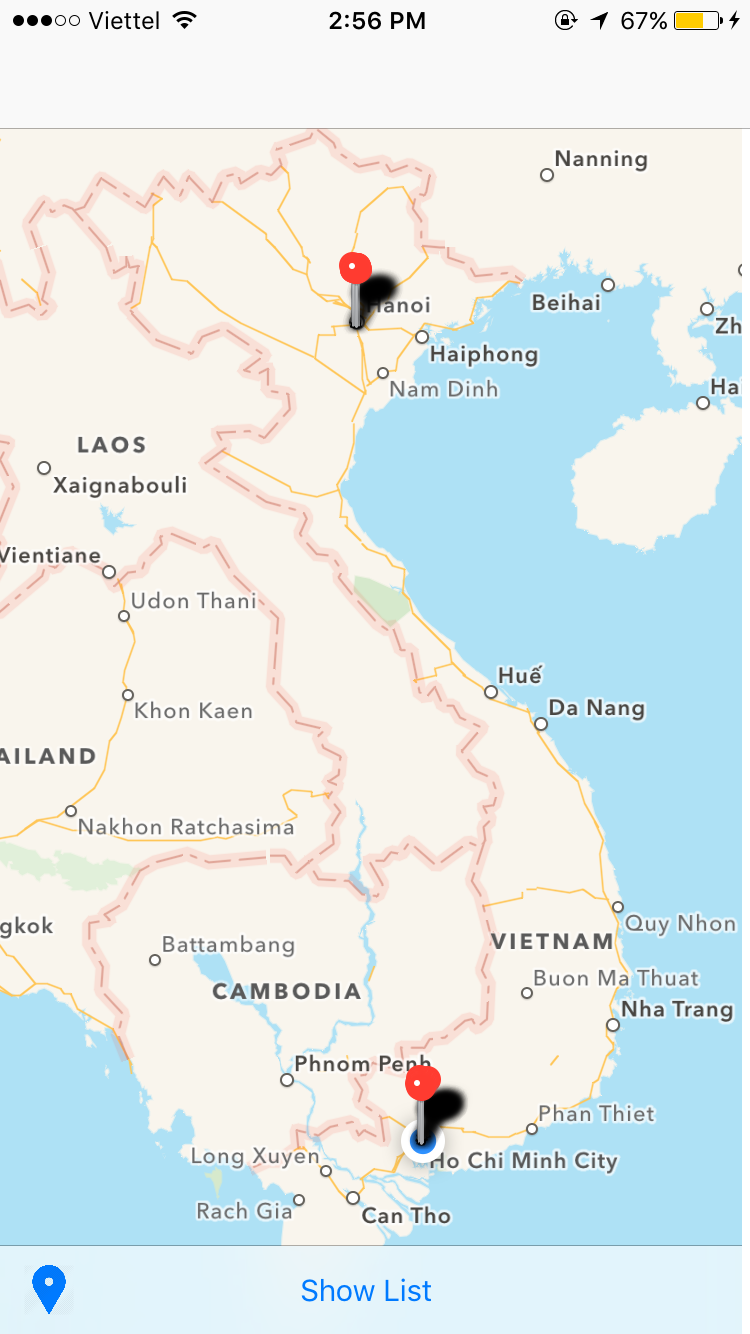 Viettel 2:56 PM 67%
Nanning
Hanoi
Beihai
Zh
Haiphong
Nam Dinh
Hai
LAOS
Xaignabouli
Vientiane
Udon Thani
Huế
Khon Kaen
Da Nang
AILAND
Nakhon Ratchasima
gkok
Quy Nhon
Battambang
VIETNAM
Buon Ma Thuat
CAMBODIA
Nha Trang
Phnom Penh
Phan Thiet
Long Xuyen
Ho Chi Minh City
Rach Gia
Can Tho
Show List